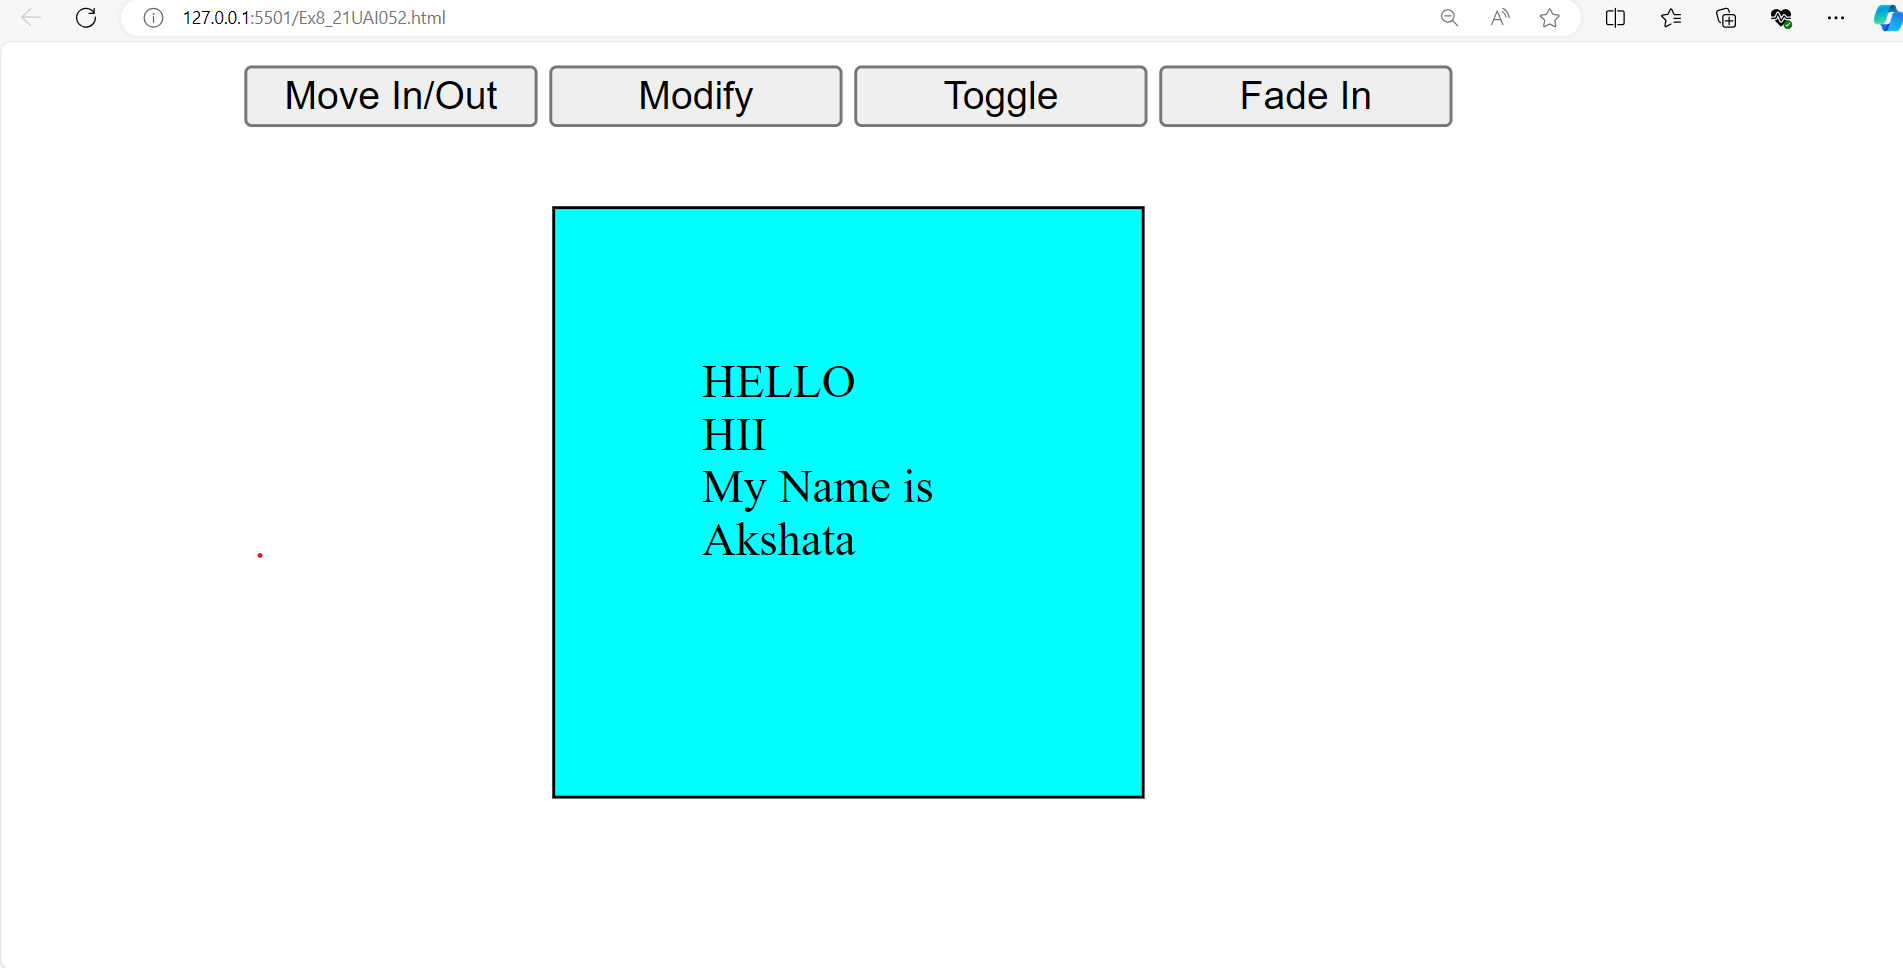 127.0.0.1:5501/Ex8_21UAI052.html
Move In/Out Modify Toggle Fade In
HELLO
HII
My Name is
Akshata